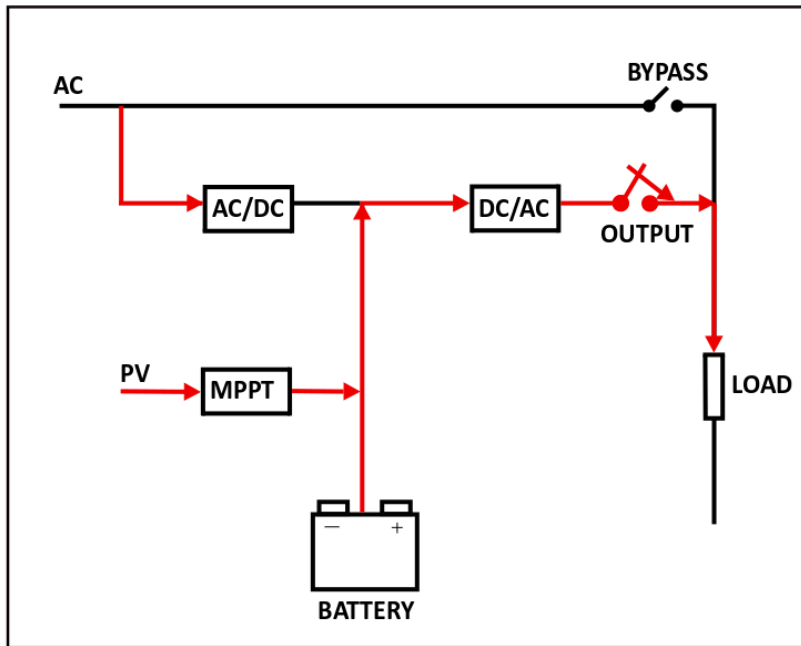 BYPASS
AC
AC/DC
DC/AC
OUTPUT
PV
MPPT
LOAD
— +
BATTERY